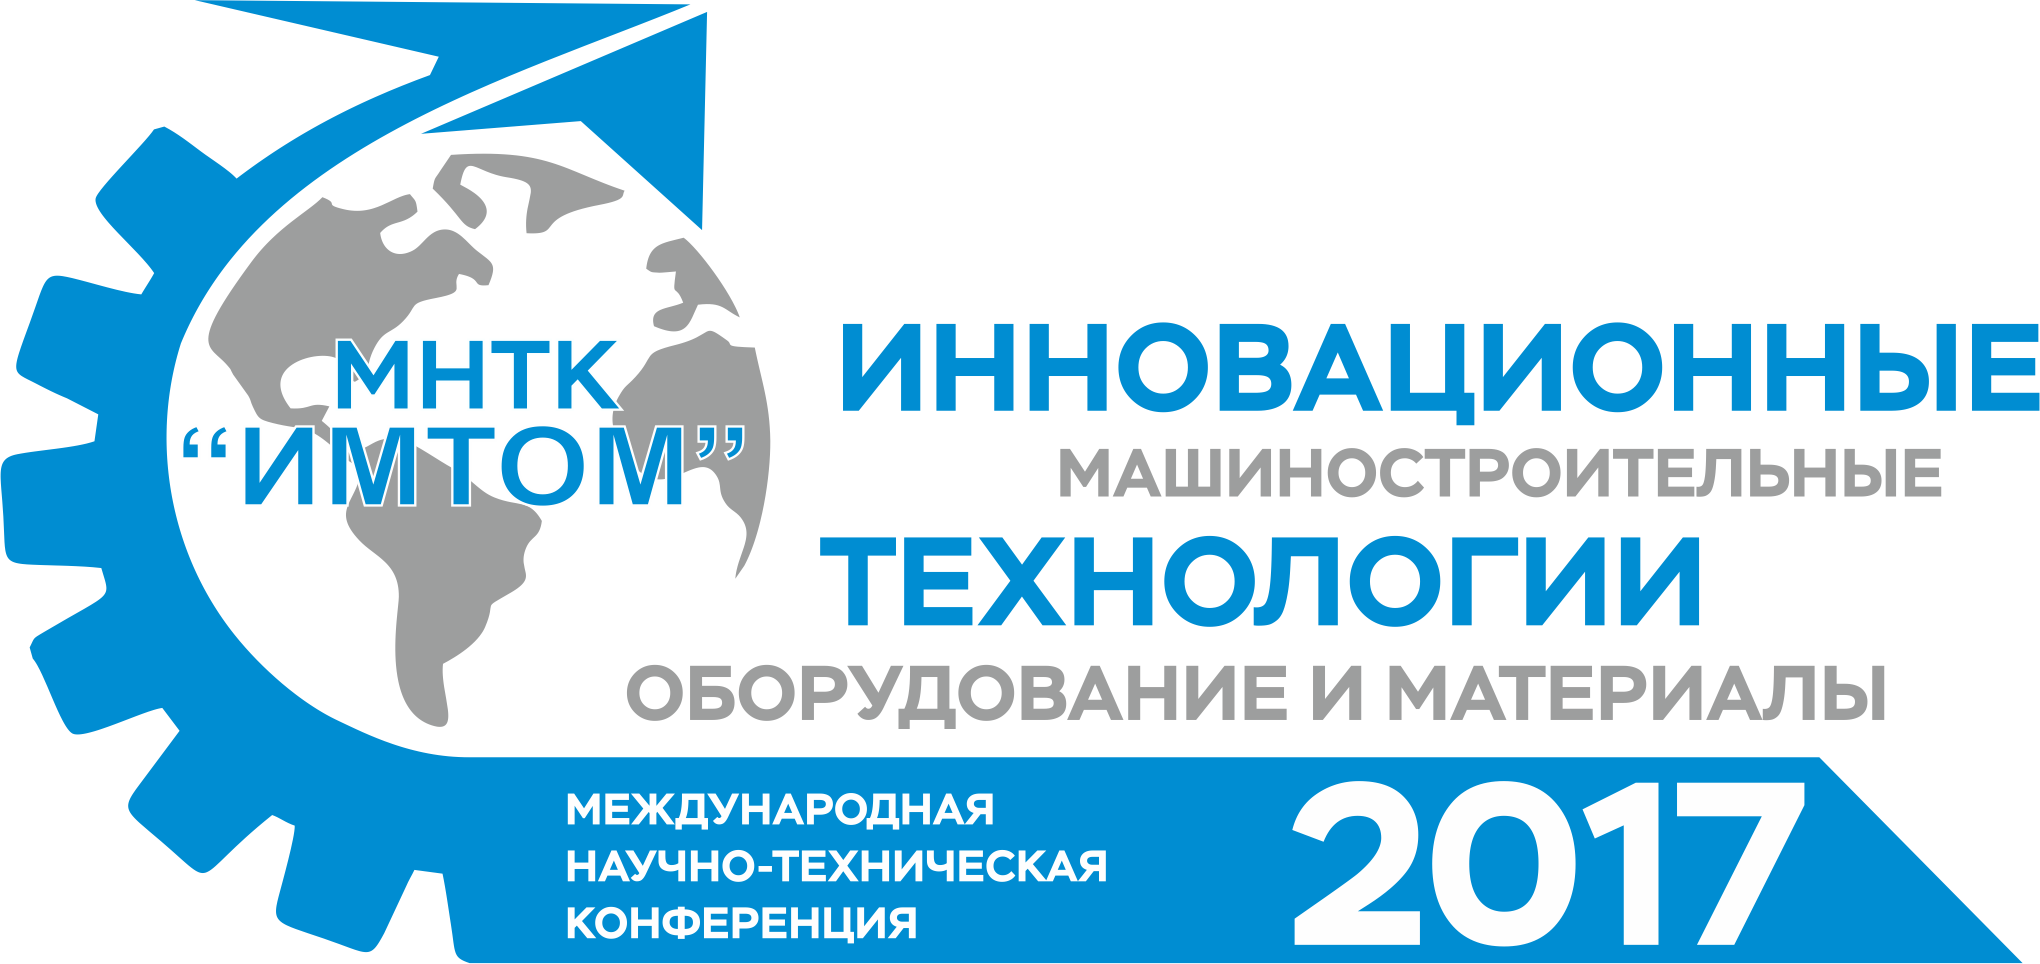 МНТК
“ИМТОМ”
ИННОВАЦИОННЫЕ
МАШИНОСТРОИТЕЛЬНЫЕ
ТЕХНОЛОГИИ
ОБОРУДОВАНИЕ И МАТЕРИАЛЫ
МЕЖДУНАРОДНАЯ
НАУЧНО-ТЕХНИЧЕСКАЯ
КОНФЕРЕНЦИЯ
2017